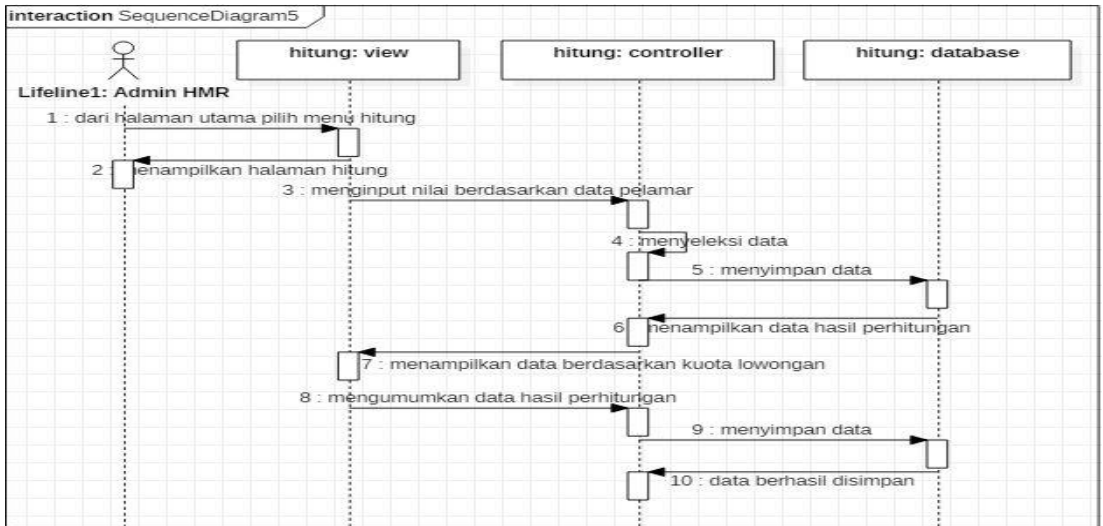 interaction SequenceDiagram5
hitung: view
hitung: controller
hitung: database
Lifeline1: Admin HMR
1 : dari halaman utama pilih menu hitung
2 : menampilkan halaman hitung
3 : menginput nilai berdasarkan data pelamar
4 : menyeleksi data
5 : menyimpan data
6 : menampilkan data hasil perhitungan
7 : menampilkan data berdasarkan kuota lowongan
8 : mengumumkan data hasil perhitungan
9 : menyimpan data
10 : data berhasil disimpan